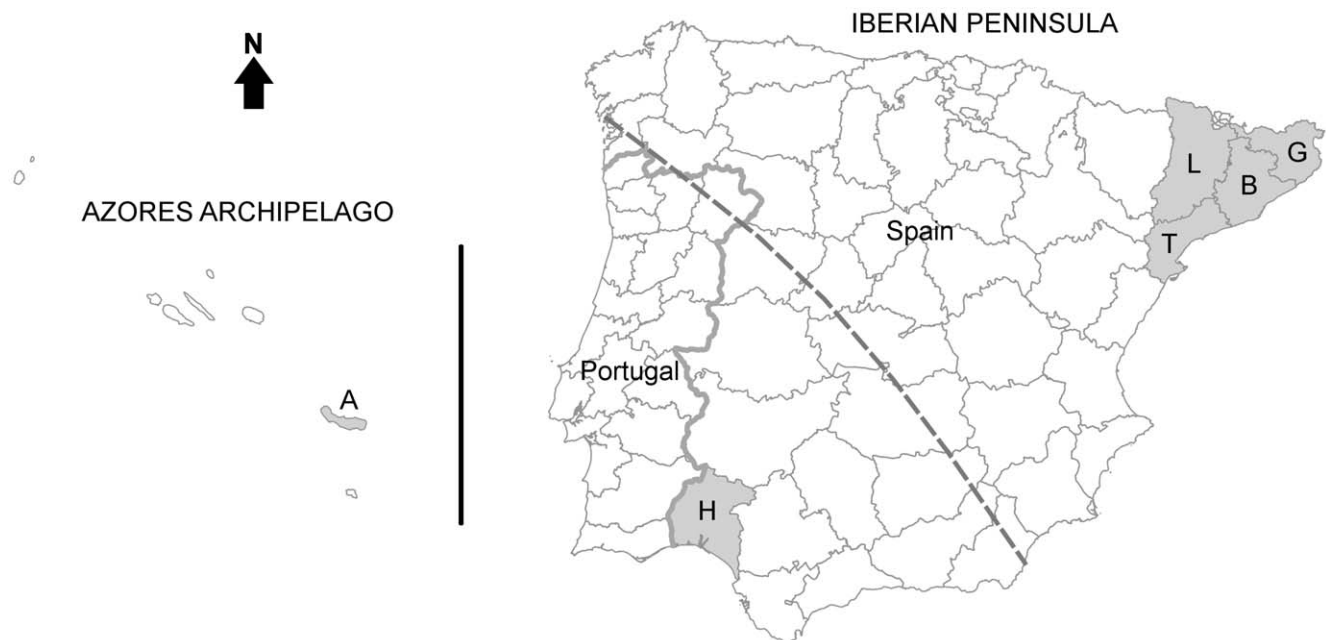 IBERIAN PENINSULA
N
AZORES ARCHIPELAGO
L
G
B
T
Spain
Portugal
A
H